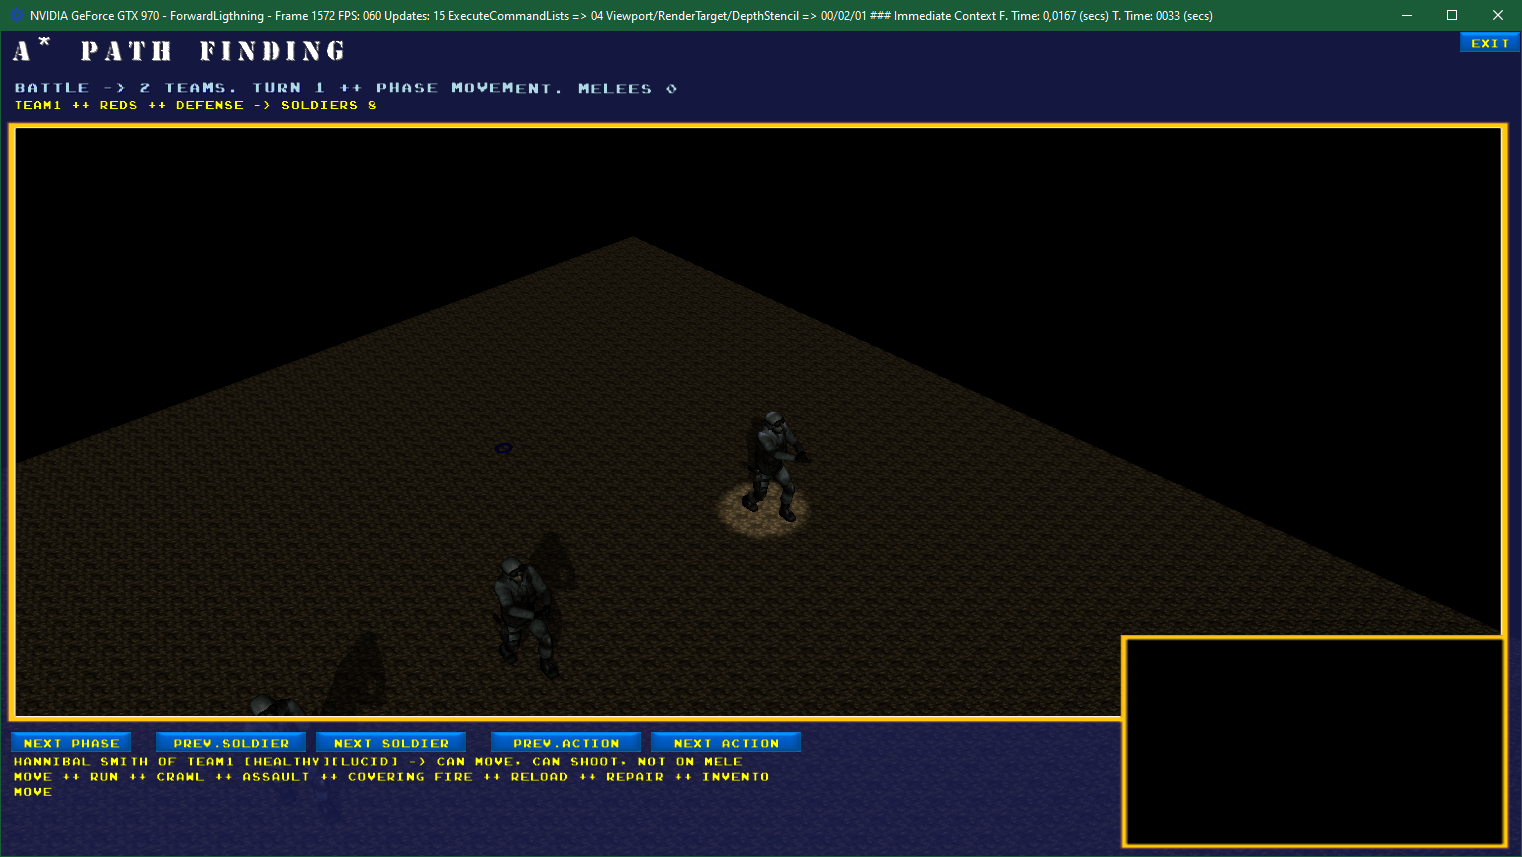 NVIDIA GeForce GTX 970 - ForwardLigthning - Frame 1572 FPS: 060 Updates: 15 ExecuteCommandLists => 04 Viewport/RenderTarget/DepthStencil => 00/02/01 ### Immediate Context F. Time: 0,0167 (secs) T. Time: 0033 (secs)
A* PATH FINDING
EXIT
BATTLE -> 2 TEAMS. TURN 1 ++ PHASE MOVEMENT. MELEES 0
TEAM1 ++ REDS ++ DEFENSE -> SOLDIERS 8
NEXT PHASE PREV.SOLDIER NEXT SOLDIER PREV.ACTION NEXT ACTION
HANNIBAL SMITH OF TEAM1 [HEALTHY][LUCID] -> CAN MOVE, CAN SHOOT, NOT ON MELE
MOVE ++ RUN ++ CRAWL ++ ASSAULT ++ COVERING FIRE ++ RELOAD ++ REPAIR ++ INVENTO
MOVE